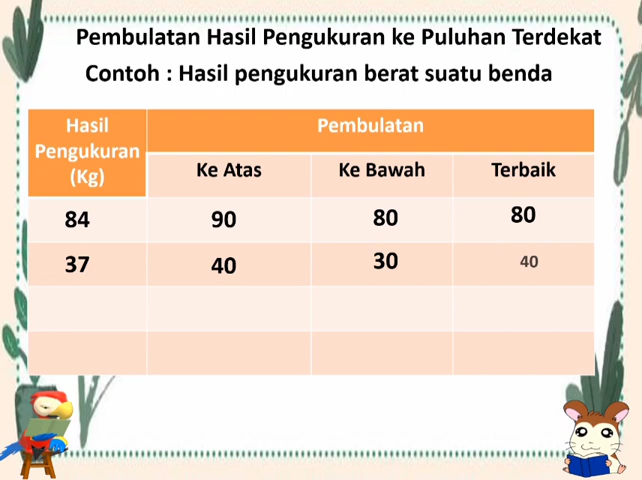 Pembulatan Hasil Pengukuran ke Puluhan Terdekat
Contoh : Hasil pengukuran berat suatu benda
Hasil Pengukuran (Kg) Pembulatan
Ke Atas Ke Bawah Terbaik
84 90 80 80
37 40 30 40